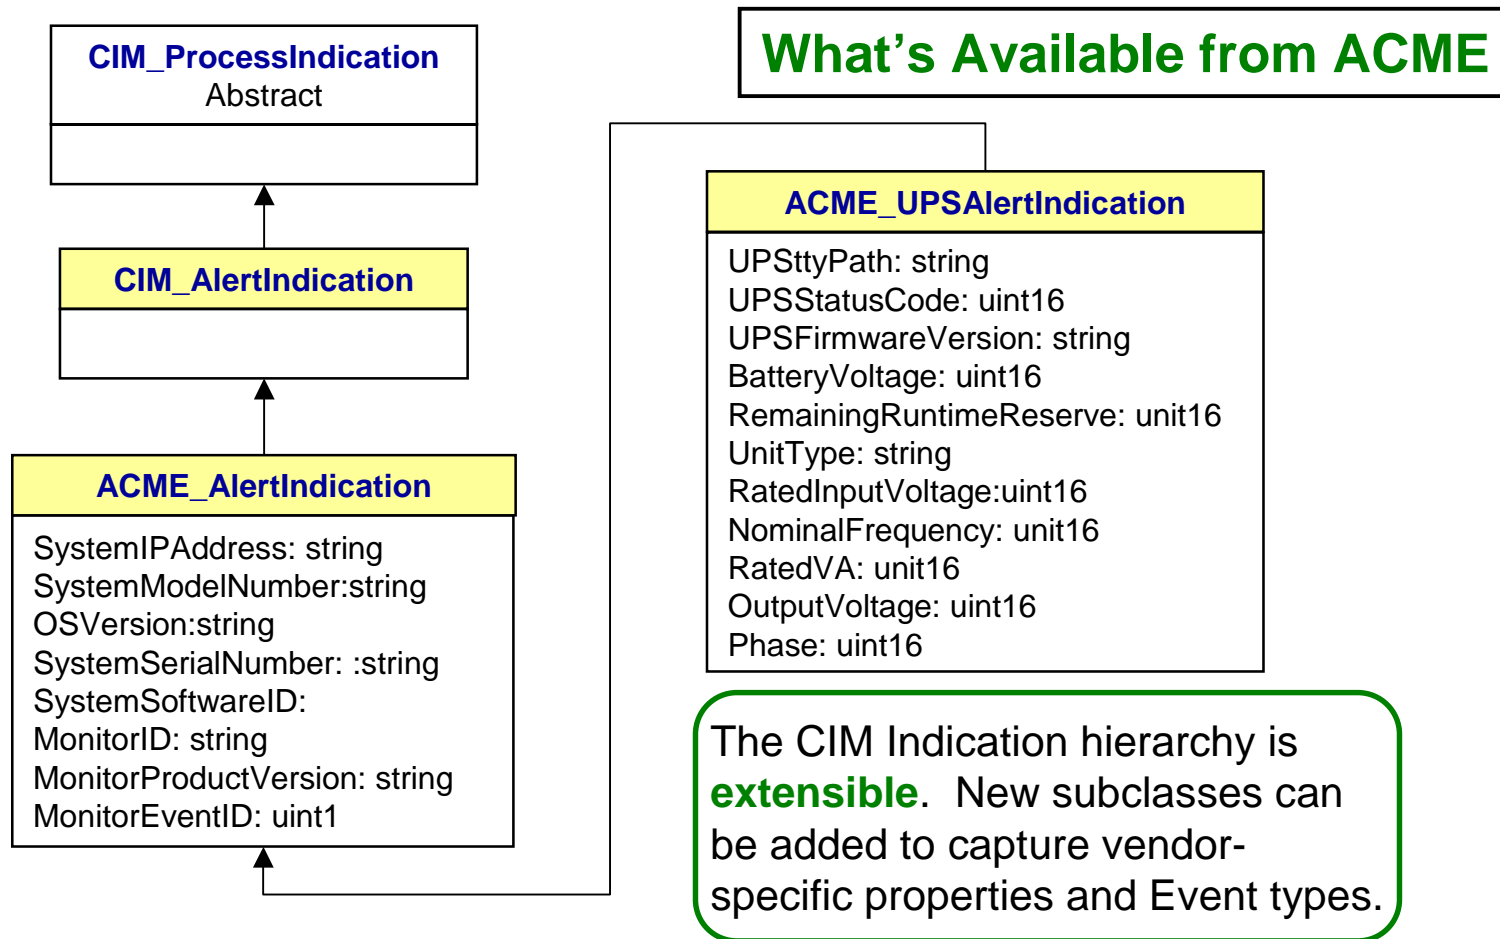 What's Available from ACME
CIM_ProcessIndication
Abstract
CIM_AlertIndication
ACME_AlertIndication
SystemIPAddress: string
SystemModelNumber:string
OSVersion:string
SystemSerialNumber: :string
SystemSoftwareID:
MonitorID: string
MonitorProductVersion: string
MonitorEventID: uint1
ACME_UPSAlertIndication
UPSttyPath: string
UPSStatusCode: uint16
UPSFirmwareVersion: string
BatteryVoltage: uint16
RemainingRuntimeReserve: unit16
UnitType: string
RatedInputVoltage:uint16
NominalFrequency: unit16
RatedVA: unit16
OutputVoltage: uint16
Phase: uint16
The CIM Indication hierarchy is
extensible.  New subclasses can
be added to capture vendor-
specific properties and Event types.